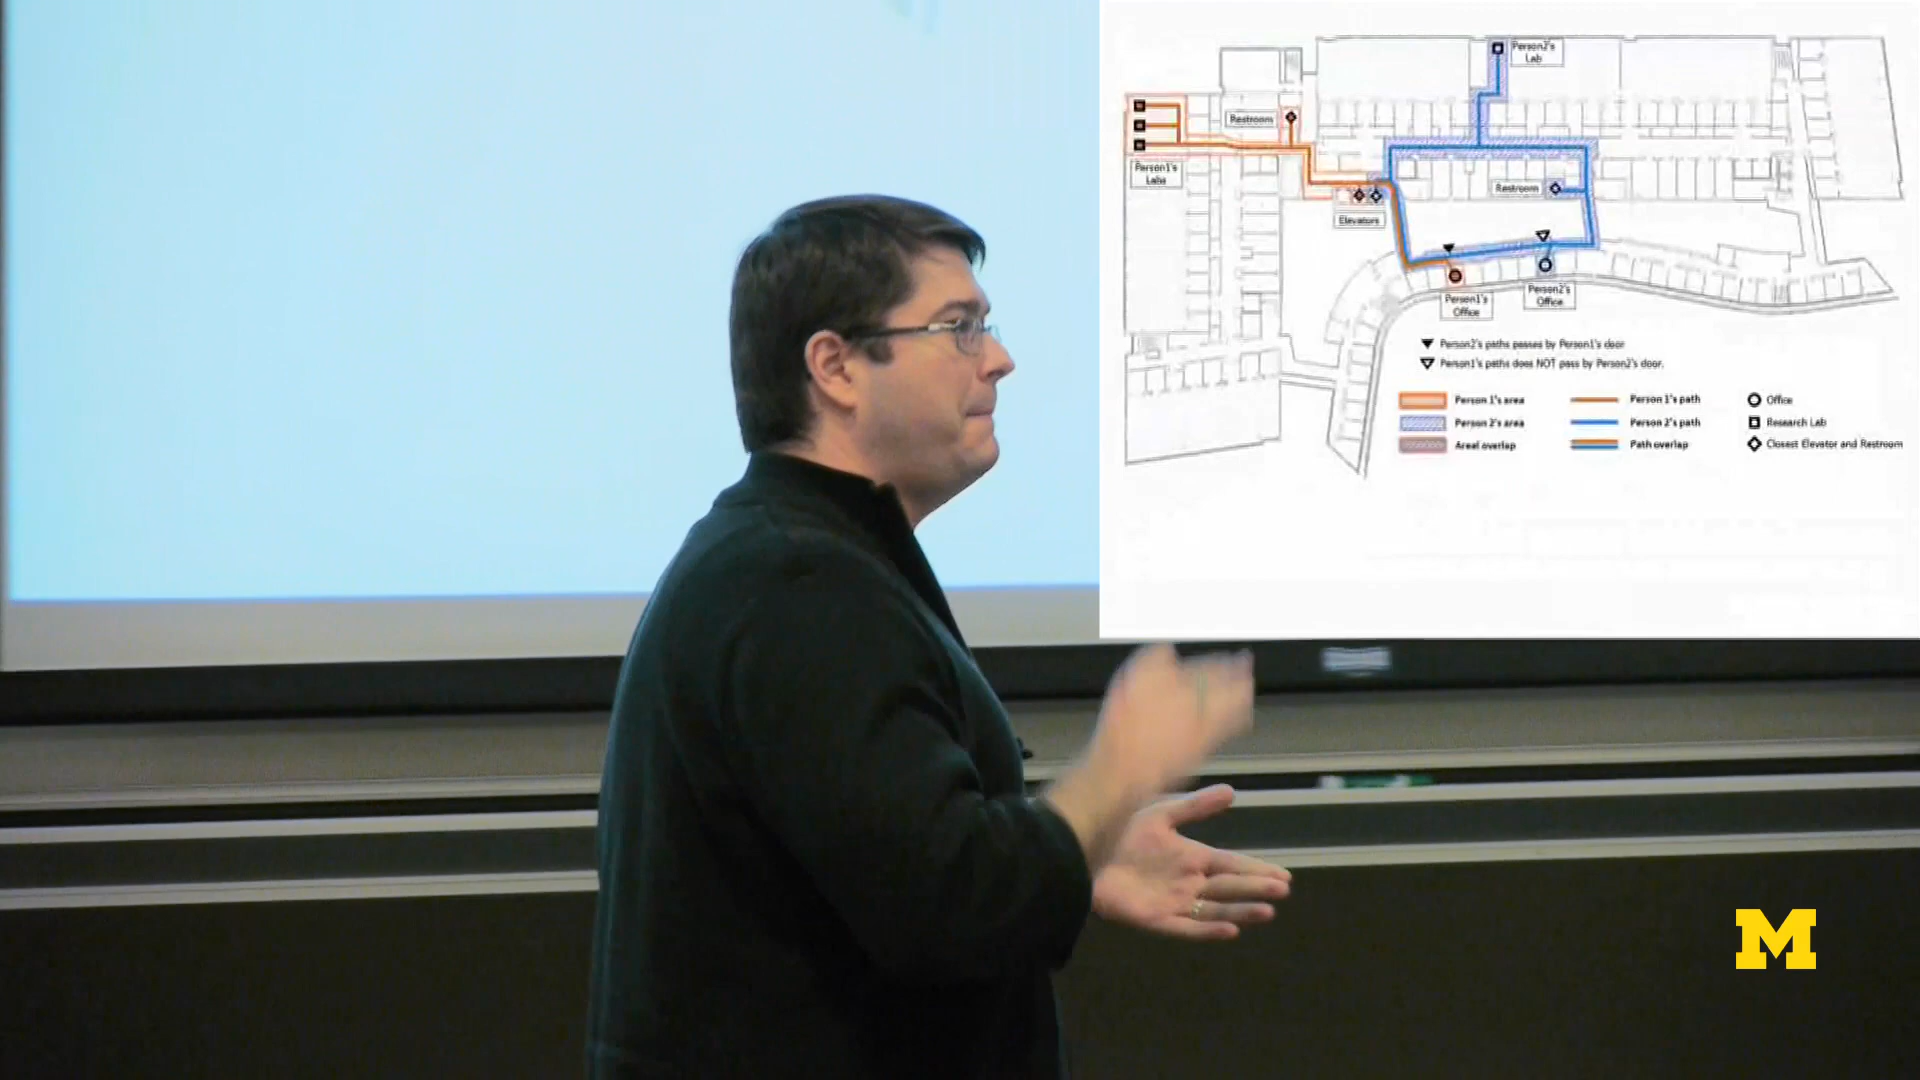 Person2's
Lab
Restroom
Person1's
Labs
Restroom
Elevators
Person1's
Office
Person2's
Office
Person2's paths passes by Person1's door
Person1's paths does NOT pass by Person2's door.
Person 1's area
Person 1's path
Office
Person 2's area
Person 2's path
Research Lab
Areal overlap
Path overlap
Closest Elevator and Restroom
M